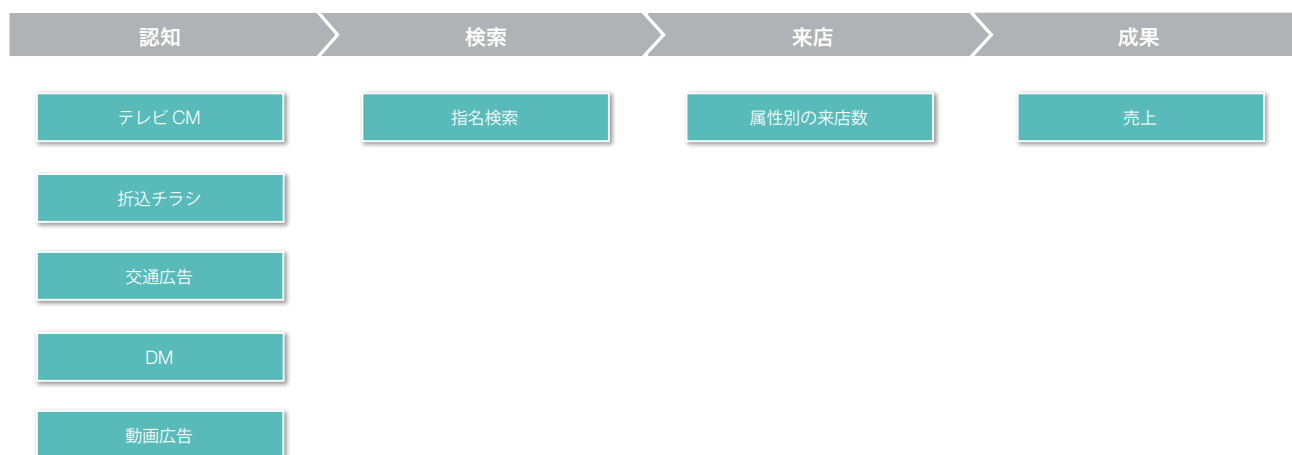 認知
検索
来店
成果
テレビ CM
指名検索
属性別の来店数
売上
折込チラシ
交通広告
DM
動画広告